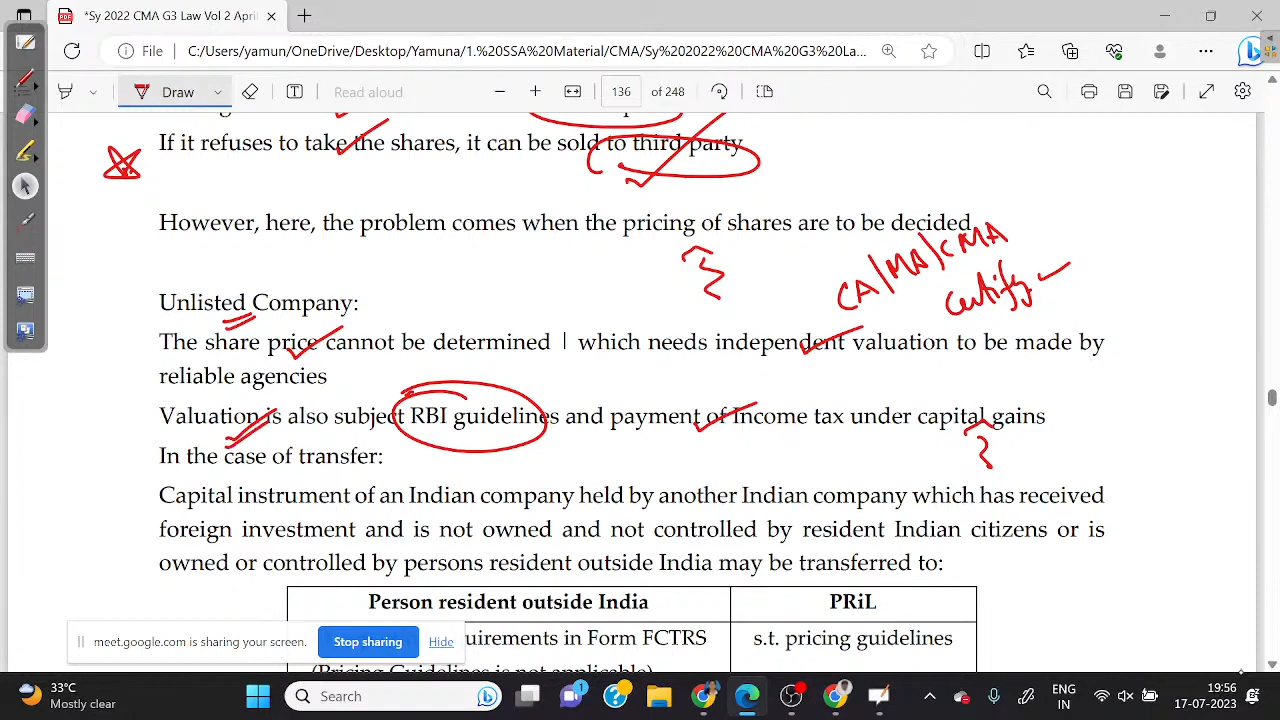 *Sy 2022 CMA G3 Law Vol 2 April
File
C:/Users/yamun/OneDrive/Desktop/Yamuna/1.%20SSA%20Material/CMA/Sy%202022%20CMA%20G3%20La...
Draw
Read aloud
136 of 248
If it refuses to take the shares, it can be sold to third party
However, here, the problem comes when the pricing of shares are to be decided
CA/MA/CMA
Certify
Unlisted Company:
The share price cannot be determined | which needs independent valuation to be made by
reliable agencies
Valuation is also subject RBI guidelines and payment of Income tax under capital gains
In the case of transfer:
Capital instrument of an Indian company held by another Indian company which has received
foreign investment and is not owned and not controlled by resident Indian citizens or is
owned or controlled by persons resident outside India may be transferred to:
Person resident outside India PRiL
uirements in Form FCTRS s.t. pricing guidelines
(Pricing Guidelines is not applicable)
meet.google.com is sharing your screen. Stop sharing Hide
33°C
Mostly clear
Search
1
ENG
IN
19:56
17-07-2023